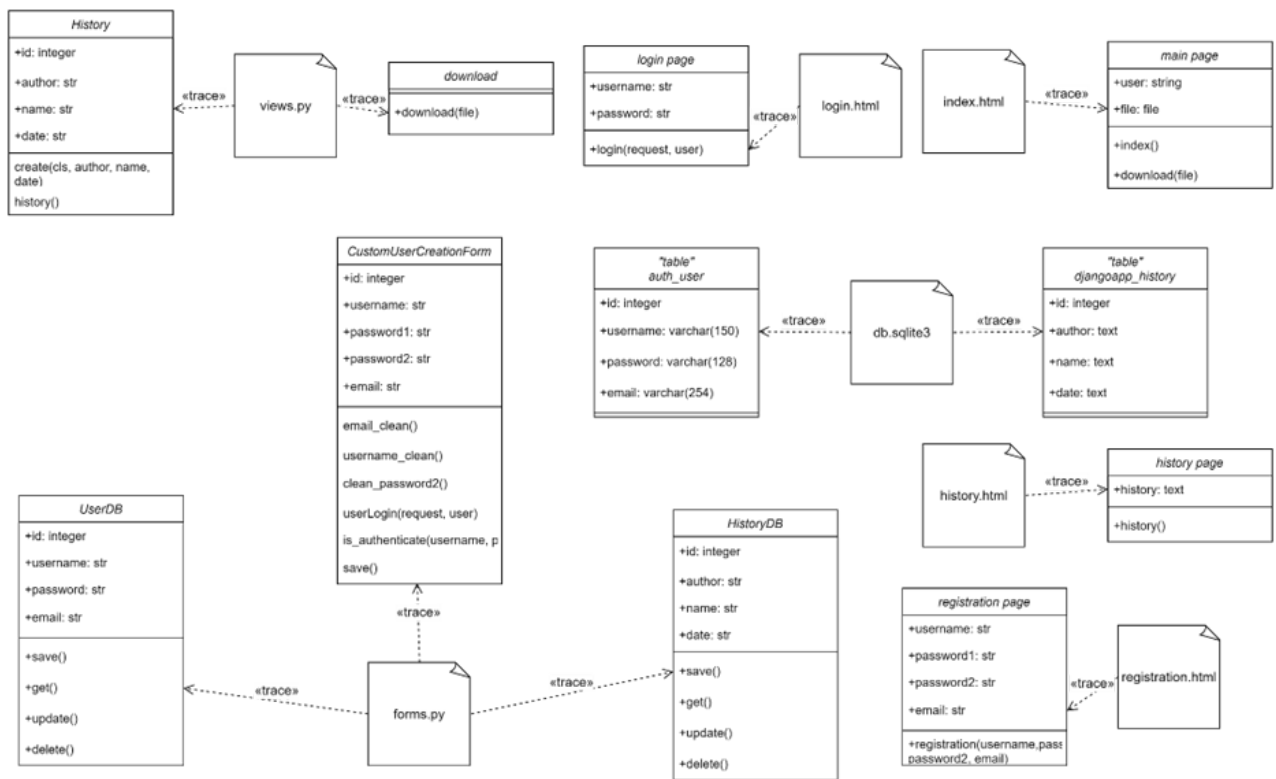 History
+id: integer
+author: str
+name: str
+date: str
create(cls, author, name,
date)
history()
«trace»
views.py
«trace»
download
+download(file)
login page
+username: str
+password: str
+login(request, user)
«trace»
login.html
index.html
«trace»
main page
+user: string
+file: file
+index()
+download(file)
CustomUserCreationForm
+id: integer
+username: str
+password1: str
+password2: str
+email: str
email_clean()
username_clean()
clean_password2()
userLogin(request, user)
is_authenticate(username, p
save()
"table"
auth_user
+id: integer
+username: varchar(150)
+password: varchar(128)
+email: varchar(254)
«trace»
db.sqlite3
«trace»
"table"
djangoapp_history
+id: integer
+author: text
+name: text
+date: text
history.html
«trace»
history page
+history: text
+history()
UserDB
+id: integer
+username: str
+password: str
+email: str
+save()
+get()
+update()
+delete()
«trace»
«trace»
forms.py
«trace»
HistoryDB
+id: integer
+author: str
+name: str
+date: str
+save()
+get()
+update()
+delete()
registration page
+username: str
+password1: str
+password2: str
+email: str
+registration(username,pass
password2, email)
«trace»
registration.html